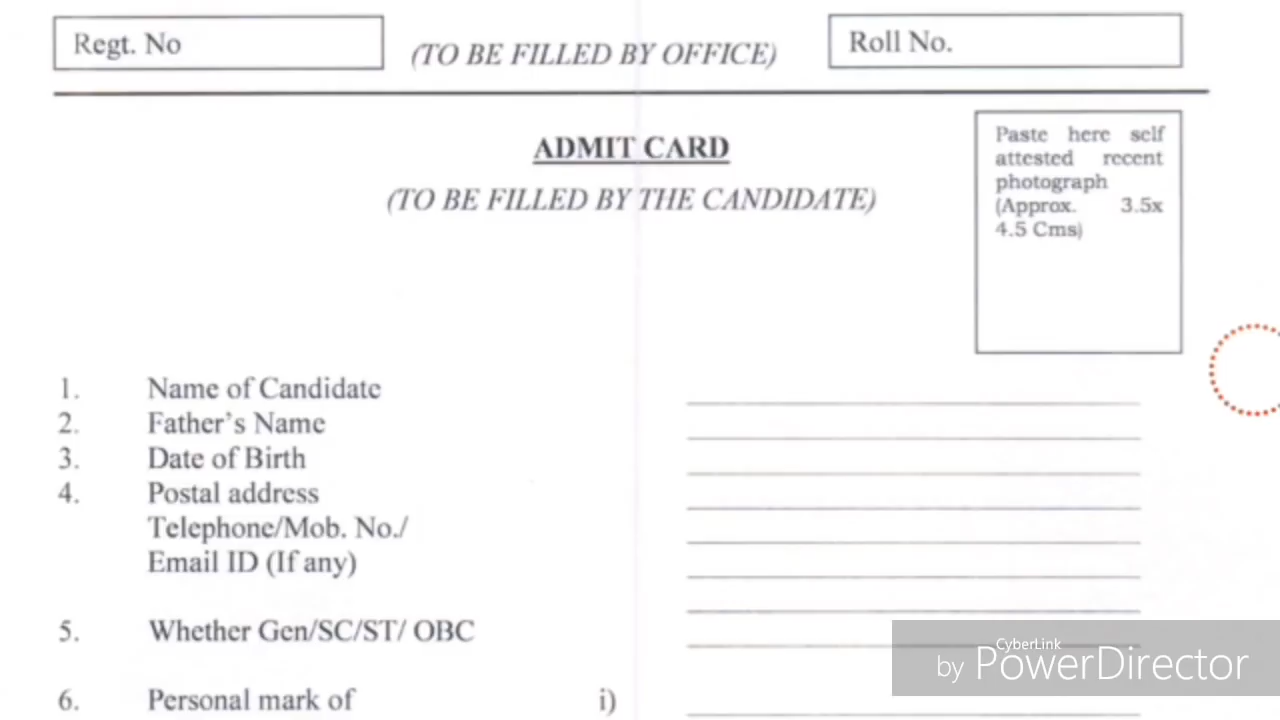 Regt. No
(TO BE FILLED BY OFFICE)
Roll No.
ADMIT CARD
(TO BE FILLED BY THE CANDIDATE)
Paste here self
attested recent
photograph
(Approx. 3.5x
4.5 Cms)
1. Name of Candidate
2. Father's Name
3. Date of Birth
4. Postal address
Telephone/Mob. No./
Email ID (If any)
5. Whether Gen/SC/ST/ OBC
6. Personal mark of i)
CyberLink
by PowerDirector